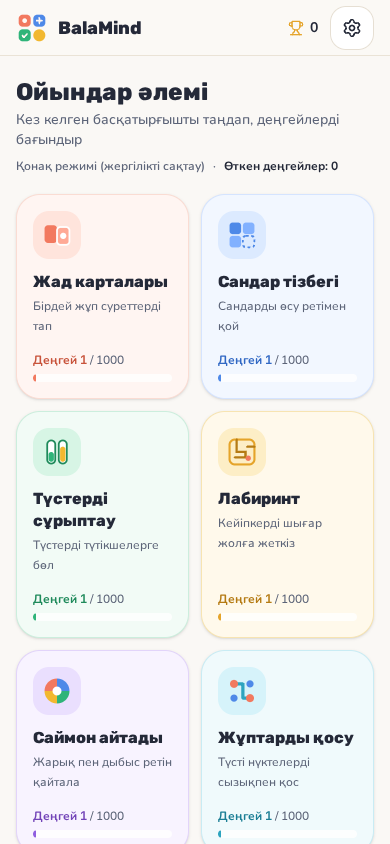 BalaMind
0
Ойындар әлемі
Кез келген басқатырғышты таңдап, деңгейлерді
бағындыр
Қонақ режимі (жергілікті сақтау) · Өткен деңгейлер: 0
Жад карталары
Бірдей жұп суреттерді
тап
Деңгей 1 / 1000
Сандар тізбегі
Сандарды өсу ретімен
қой
Деңгей 1 / 1000
Түстерді
сұрыптау
Түстерді түтікшелерге
бөл
Деңгей 1 / 1000
Лабиринт
Кейіпкерді шығар
жолға жеткіз
Деңгей 1 / 1000
Саймон айтады
Жарық пен дыбыс ретін
қайтала
Деңгей 1 / 1000
Жұптарды қосу
Түсті нүктелерді
сызықпен қос
Деңгей 1 / 1000